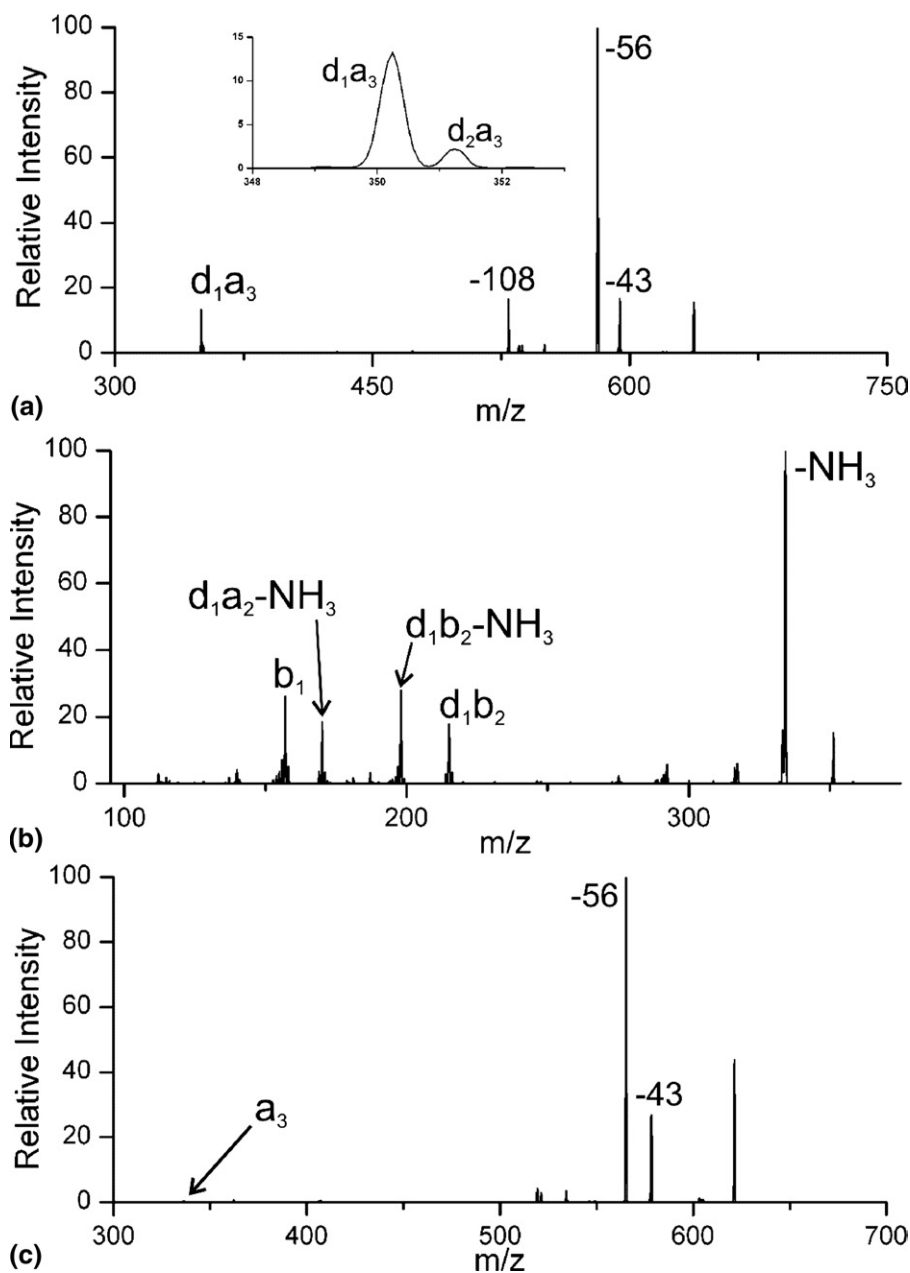 100
80
60
40
20
0
Relative Intensity
15
10
5
0
348
350
352
d₁a₃
d₂a₃
-56
d₁a₃
-108
-43
300
450
600
750
m/z
(a)
100
80
60
40
20
0
Relative Intensity
-NH₃
d₁a₂-NH₃
d₁b₂-NH₃
b₁
d₁b₂
100
200
300
m/z
(b)
100
80
60
40
20
0
Relative Intensity
-56
-43
a₃
300
400
500
600
700
m/z
(c)